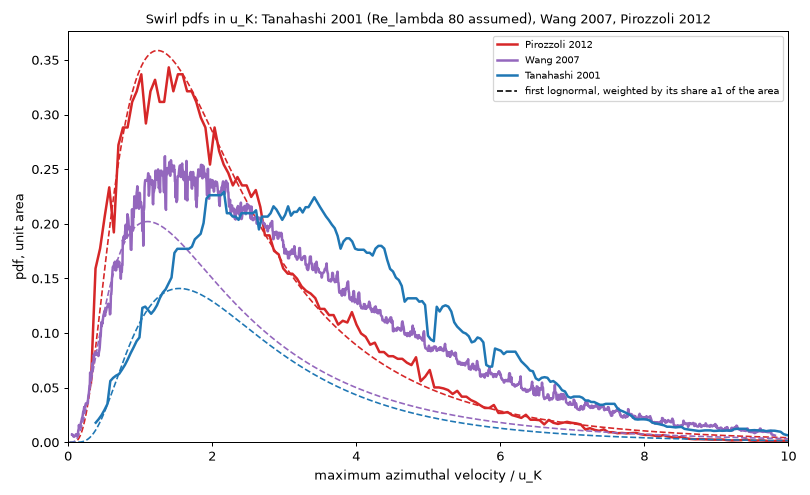 Swirl pdfs in u_K: Tanahashi 2001 (Re_lambda 80 assumed), Wang 2007, Pirozzoli 2012
Pirozzoli 2012
Wang 2007
Tanahashi 2001
first lognormal, weighted by its share a1 of the area
pdf, unit area
0.35
0.30
0.25
0.20
0.15
0.10
0.05
0.00
0 2 4 6 8 10
maximum azimuthal velocity / u_K